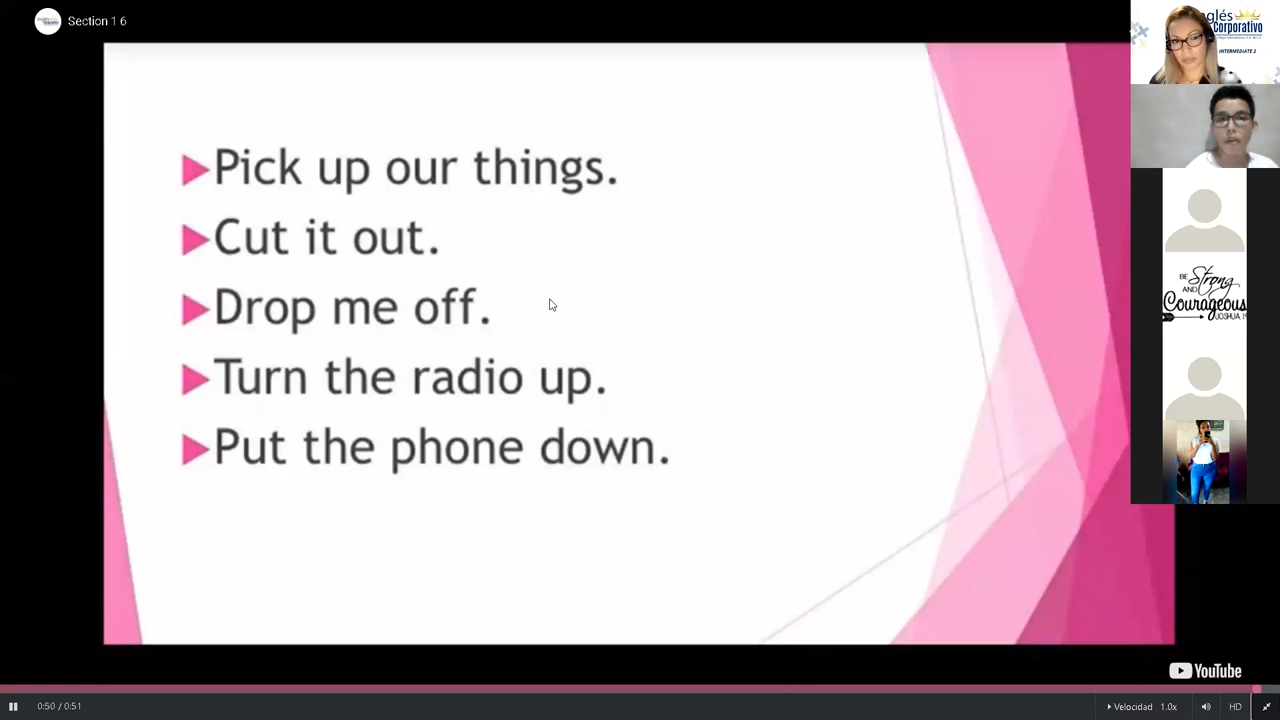 Section 1 6
Pick up our things.
Cut it out.
Drop me off.
Turn the radio up.
Put the phone down.
Inglés
Corporativo
INTERMEDIATE 2
BE
Strong
AND
Courageous
JOSHUA 1:9
YouTube
0:50 / 0:51
Velocidad 1.0x
HD